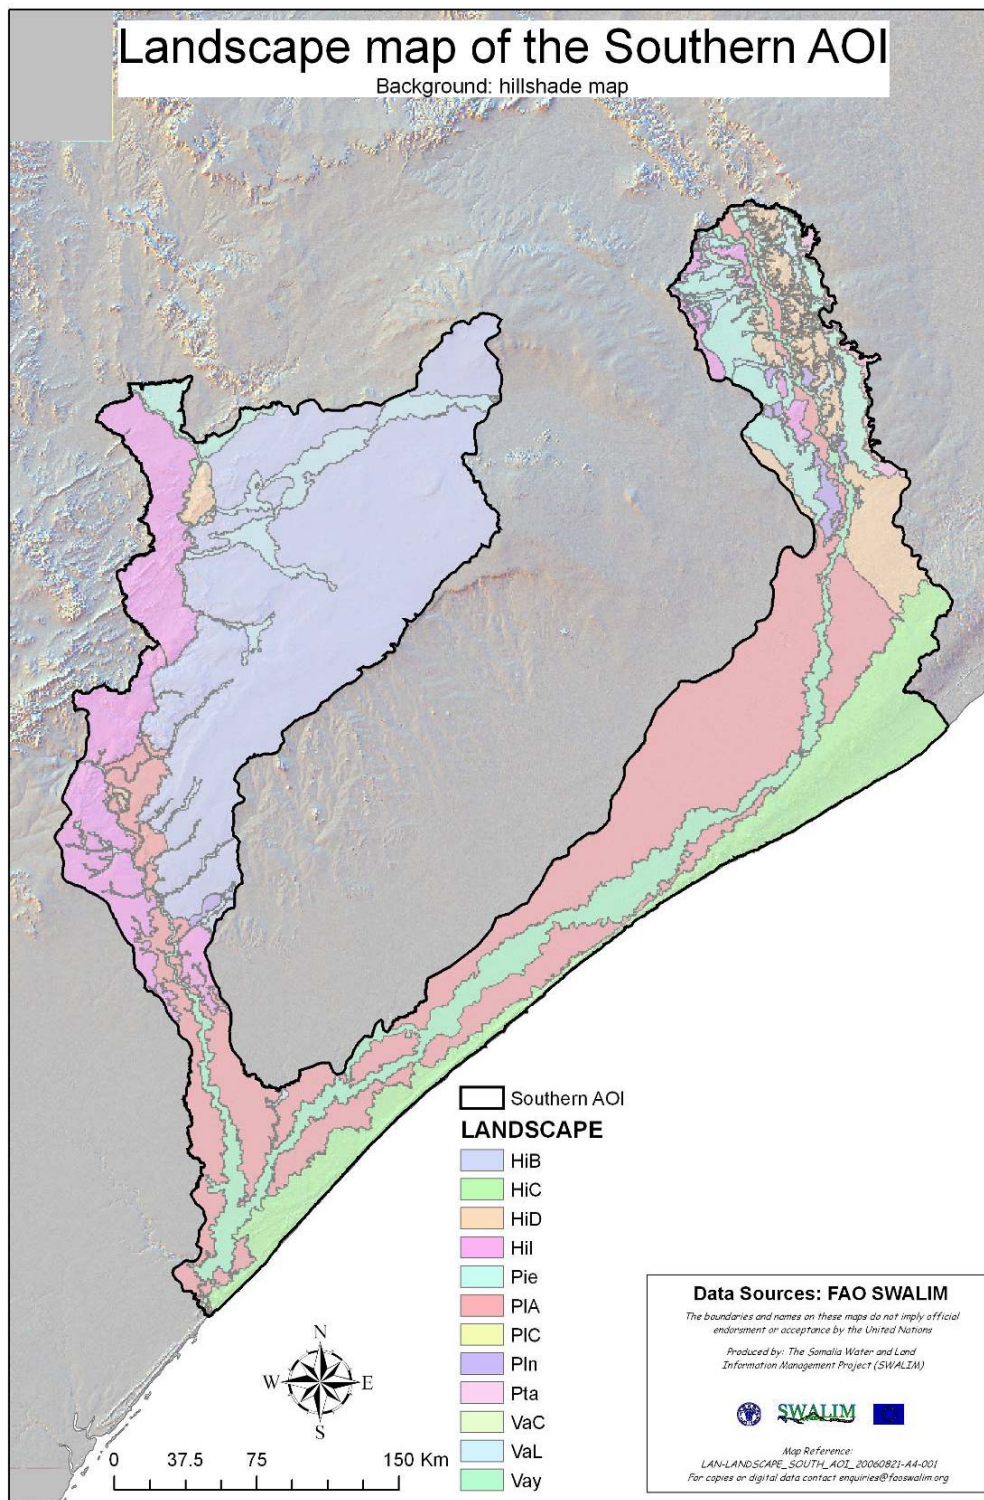 Landscape map of the Southern AOI
Background: hillshade map
Southern AOI
LANDSCAPE
HiB
HiC
HiD
Hil
Pie
PlA
PlC
Pln
Pta
VaC
VaL
Vay
N
W E
S
0 37.5 75 150 Km
Data Sources: FAO SWALIM
The boundaries and names on these maps do not imply official
endorsment or acceptance by the United Nations
Produced by: The Somalia Water and Land
Information Management Project (SWALIM)
SWALIM
Map Reference:
LAN-LANDSCAPE_SOUTH_AOI_20060821-A4-001
For copies or digital data contact enquiries@faoswalim.org